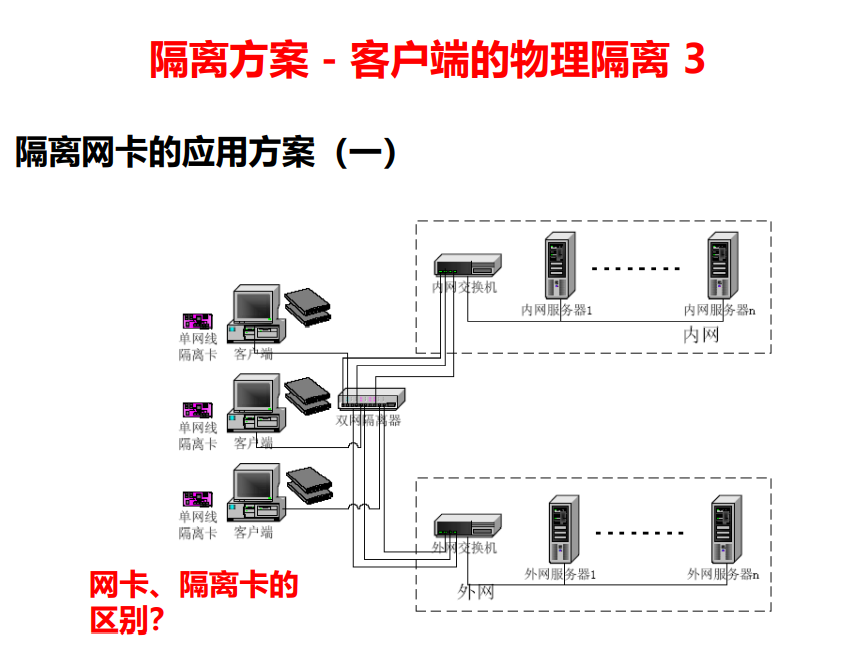 隔离方案 - 客户端的物理隔离 3
隔离网卡的应用方案（一）
内网交换机
内网服务器1
内网服务器n
内网
单网线
隔离卡
客户端
双网隔离器
单网线
隔离卡
客户端
单网线
隔离卡
客户端
外网交换机
外网服务器1
外网服务器n
外网
网卡、隔离卡的
区别？